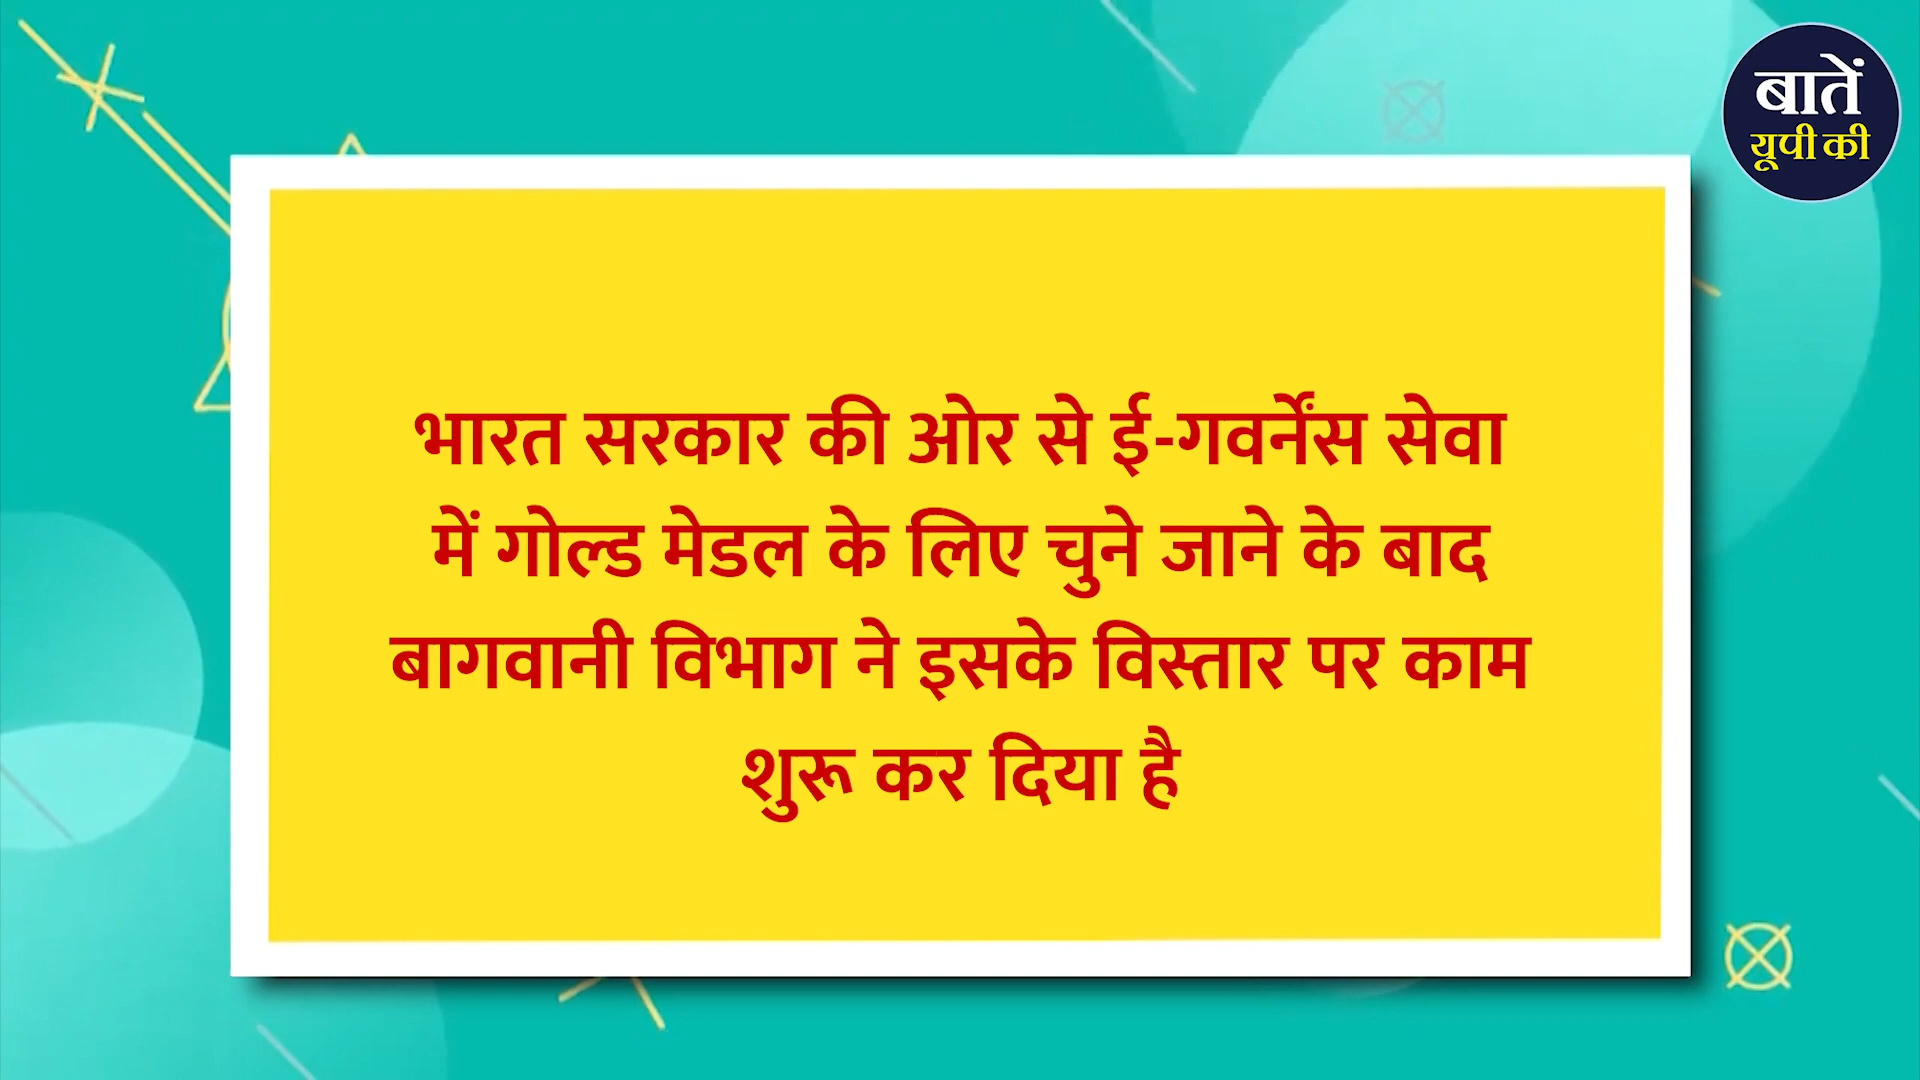 बातें
यूपी की
भारत सरकार की ओर से ई-गवर्नेंस सेवा
में गोल्ड मेडल के लिए चुने जाने के बाद
बागवानी विभाग ने इसके विस्तार पर काम
शुरू कर दिया है